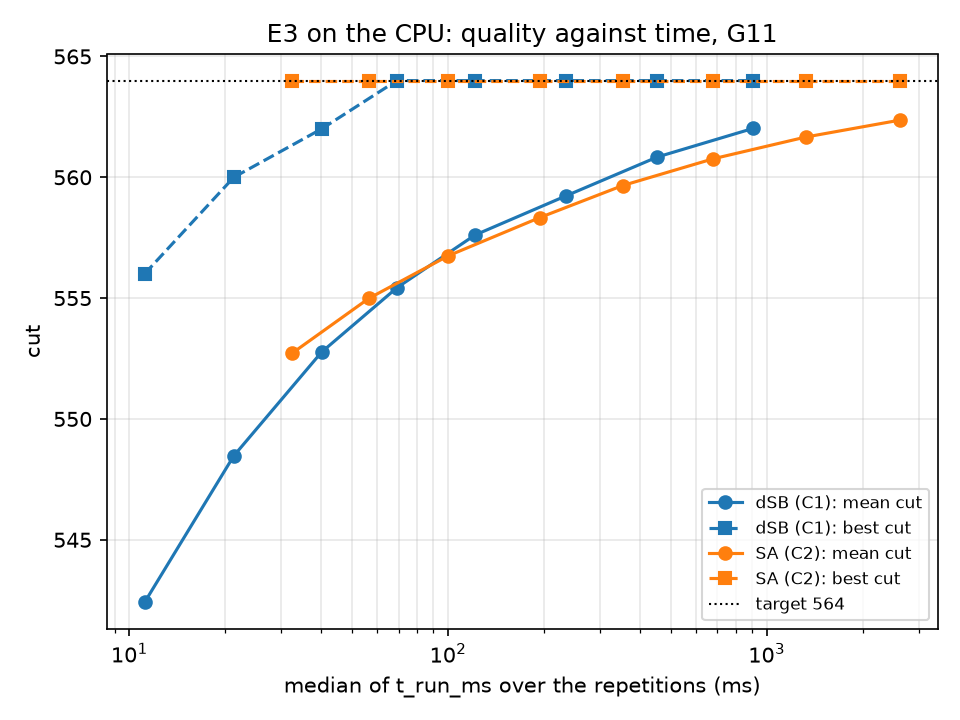 E3 on the CPU: quality against time, G11
565
560
555
550
545
cut
10¹
10²
10³
median of t_run_ms over the repetitions (ms)
dSB (C1): mean cut
dSB (C1): best cut
SA (C2): mean cut
SA (C2): best cut
target 564